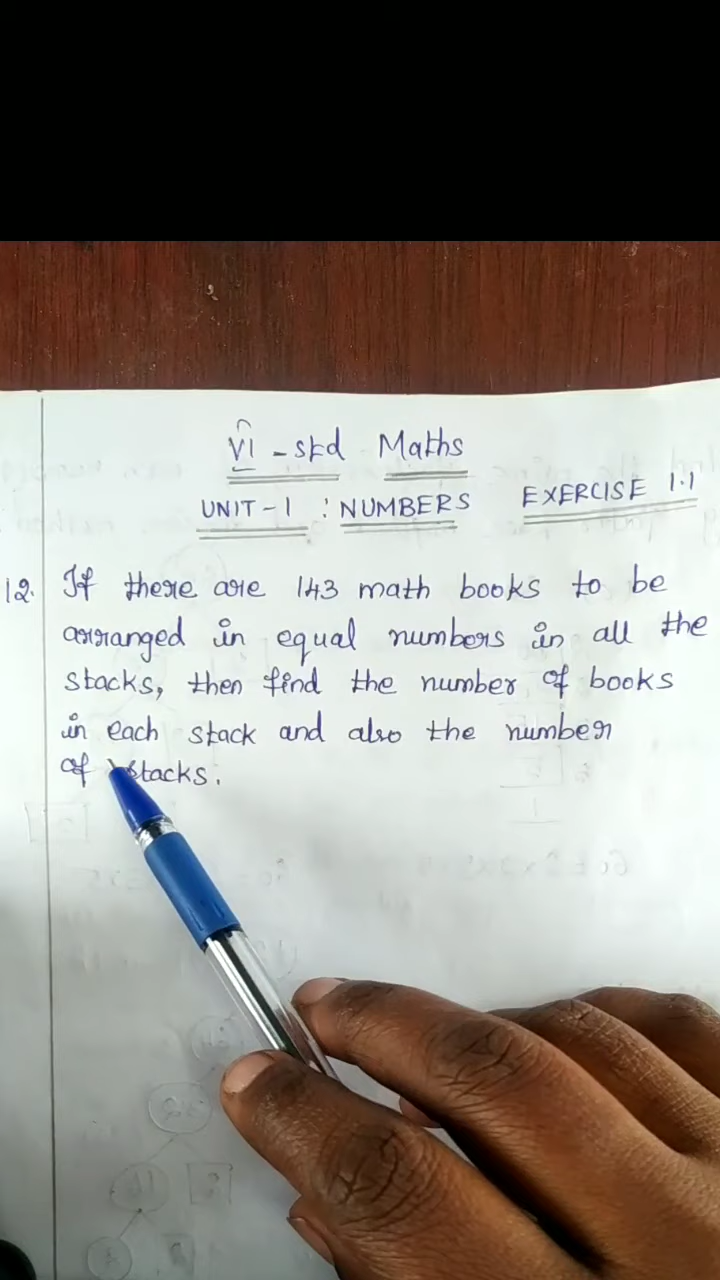 VI - std Maths
UNIT - 1 : NUMBERS EXERCISE 1.1
12. If there are 143 math books to be
arranged in equal numbers in all the
stacks, then find the number of books
in each stack and also the number
of stacks.